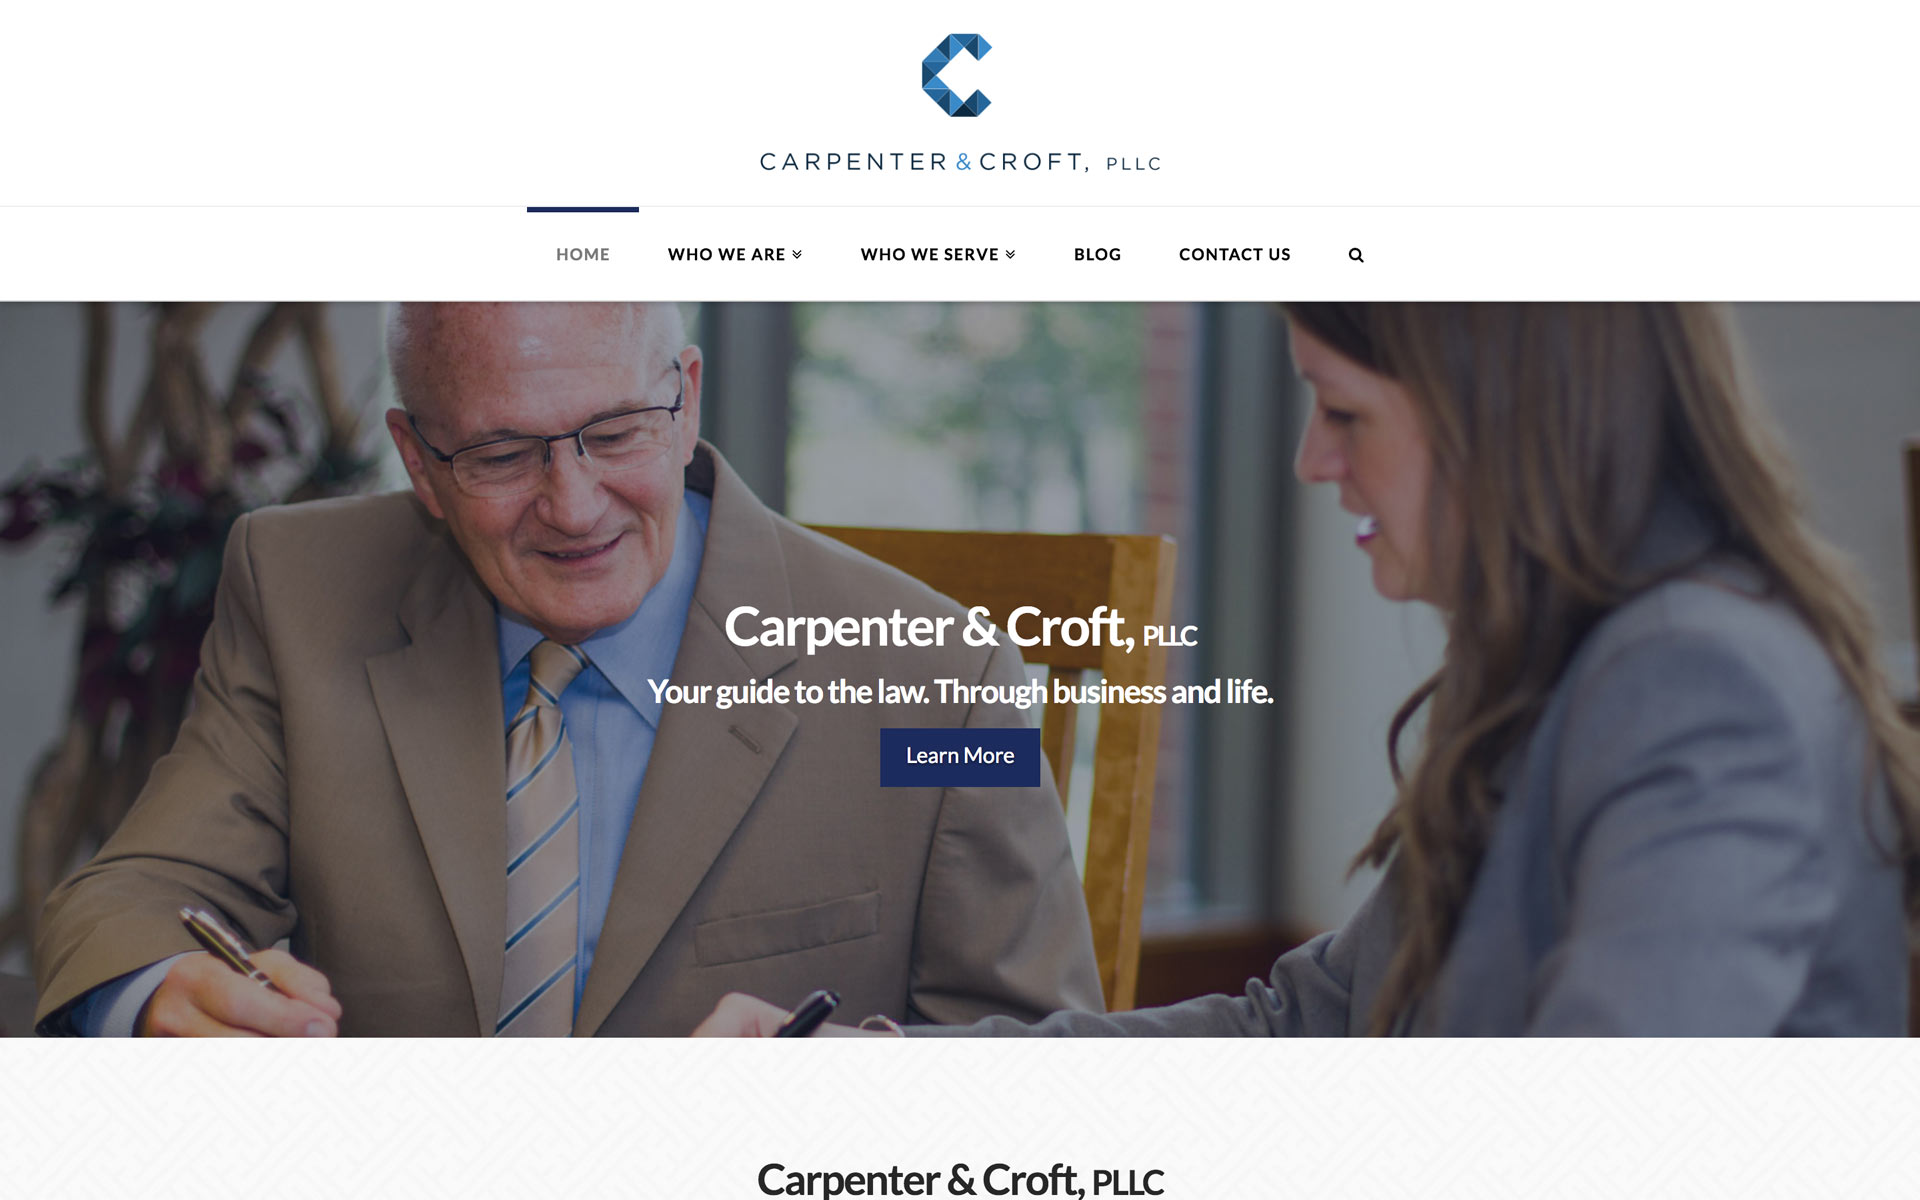 CARPENTER & CROFT, PLLC
HOME WHO WE ARE WHO WE SERVE BLOG CONTACT US
Carpenter & Croft, PLLC
Your guide to the law. Through business and life.
Learn More
Carpenter & Croft, PLLC